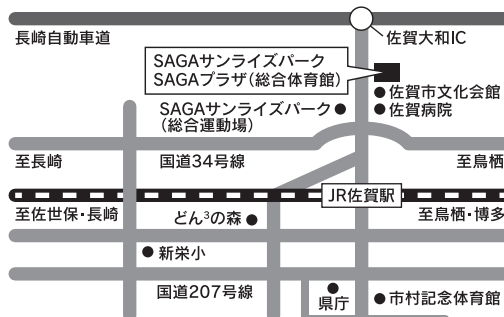 長崎自動車道
佐賀大和IC
SAGAサンライズパーク
SAGAプラザ(総合体育館)
佐賀市文化会館
SAGAサンライズパーク
(総合運動場)
佐賀病院
至長崎
国道34号線
至鳥栖
JR佐賀駅
至佐世保・長崎
どん³の森
至鳥栖・博多
新栄小
国道207号線
県庁
市村記念体育館